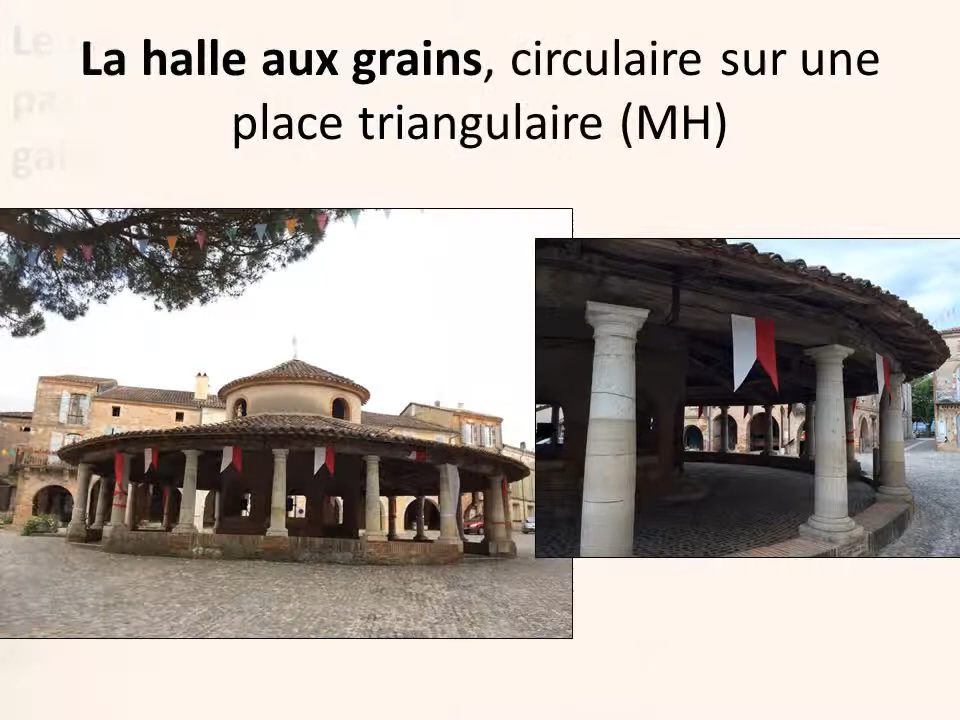 La halle aux grains, circulaire sur une
place triangulaire (MH)